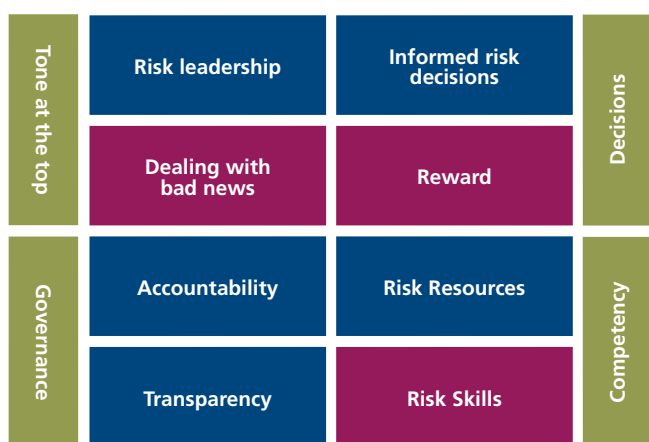 Tone at the top
Risk leadership
Informed risk
decisions
Decisions
Dealing with
bad news
Reward
Governance
Accountability
Risk Resources
Competency
Transparency
Risk Skills